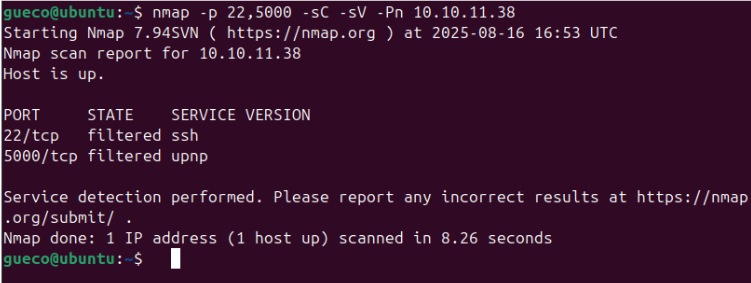 gueco@ubuntu:~$ nmap -p 22,5000 -sC -sV -Pn 10.10.11.38
Starting Nmap 7.94SVN ( https://nmap.org ) at 2025-08-16 16:53 UTC
Nmap scan report for 10.10.11.38
Host is up.

PORT     STATE    SERVICE VERSION
22/tcp   filtered ssh
5000/tcp filtered upnp

Service detection performed. Please report any incorrect results at https://nmap
.org/submit/ .
Nmap done: 1 IP address (1 host up) scanned in 8.26 seconds
gueco@ubuntu:~$